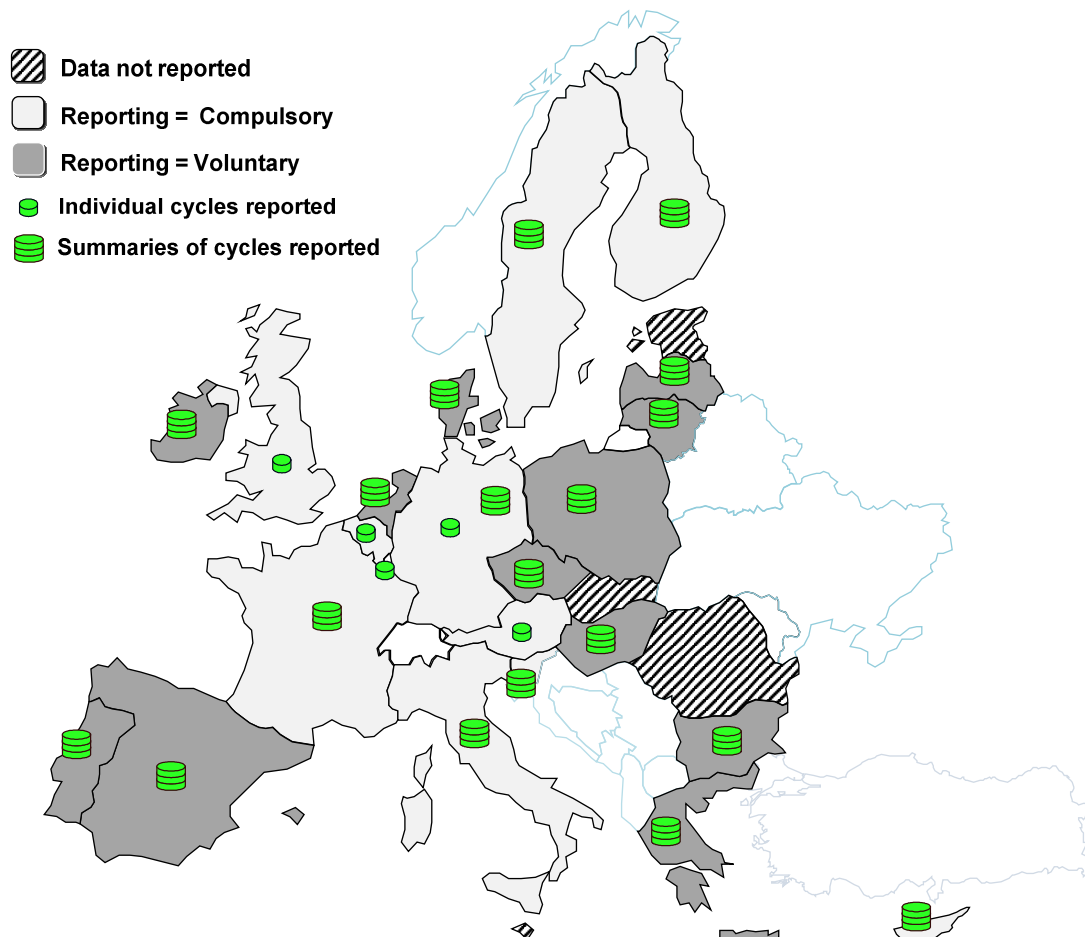 Data not reported
Reporting = Compulsory
Reporting = Voluntary
Individual cycles reported
Summaries of cycles reported